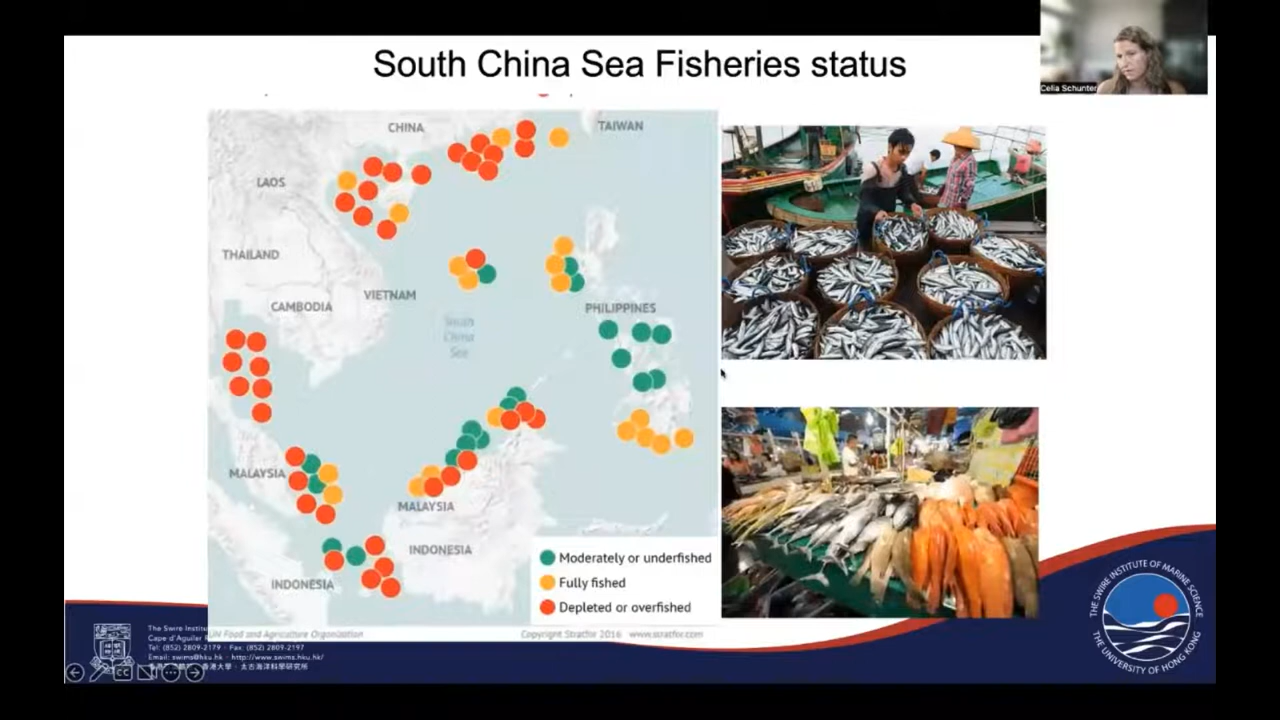 South China Sea Fisheries status
Celia Schunter
CHINA
TAIWAN
LAOS
THAILAND
VIETNAM
CAMBODIA
PHILIPPINES
South
China
Sea
MALAYSIA
MALAYSIA
INDONESIA
INDONESIA
Moderately or underfished
Fully fished
Depleted or overfished
UN Food and Agriculture Organization
Copyright Stratfor 2016 www.stratfor.com
The Swire Institu
Cape d'Aguilar R
Tel: (852) 2809-2179 · Fax: (852) 2809-2197
Email: swims@hku.hk · http://www.swims.hku.hk/
香港大學 · 太古海洋科學研究所
CC
THE SWIRE INSTITUTE OF MARINE SCIENCE
THE UNIVERSITY OF HONG KONG